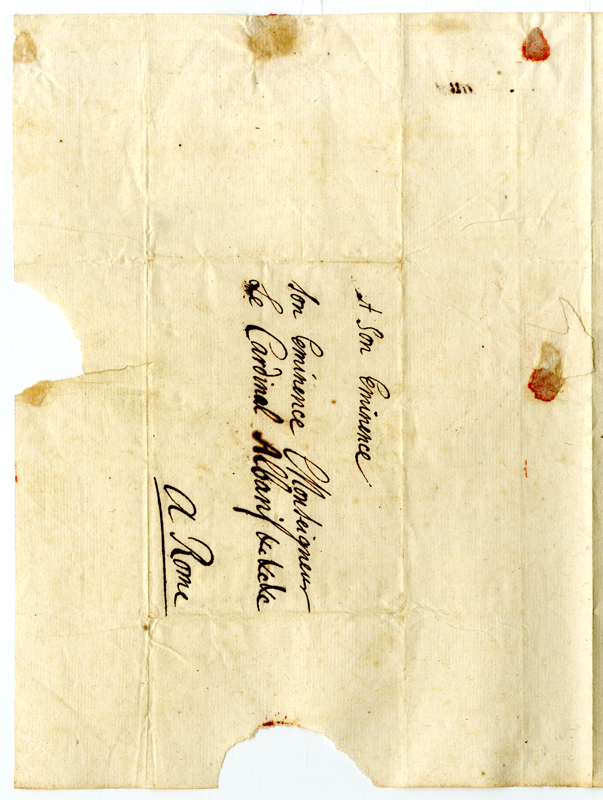 A Son Eminence
Son Eminence Monseigneur
Le Cardinal Albani &c &c &c
A Rome